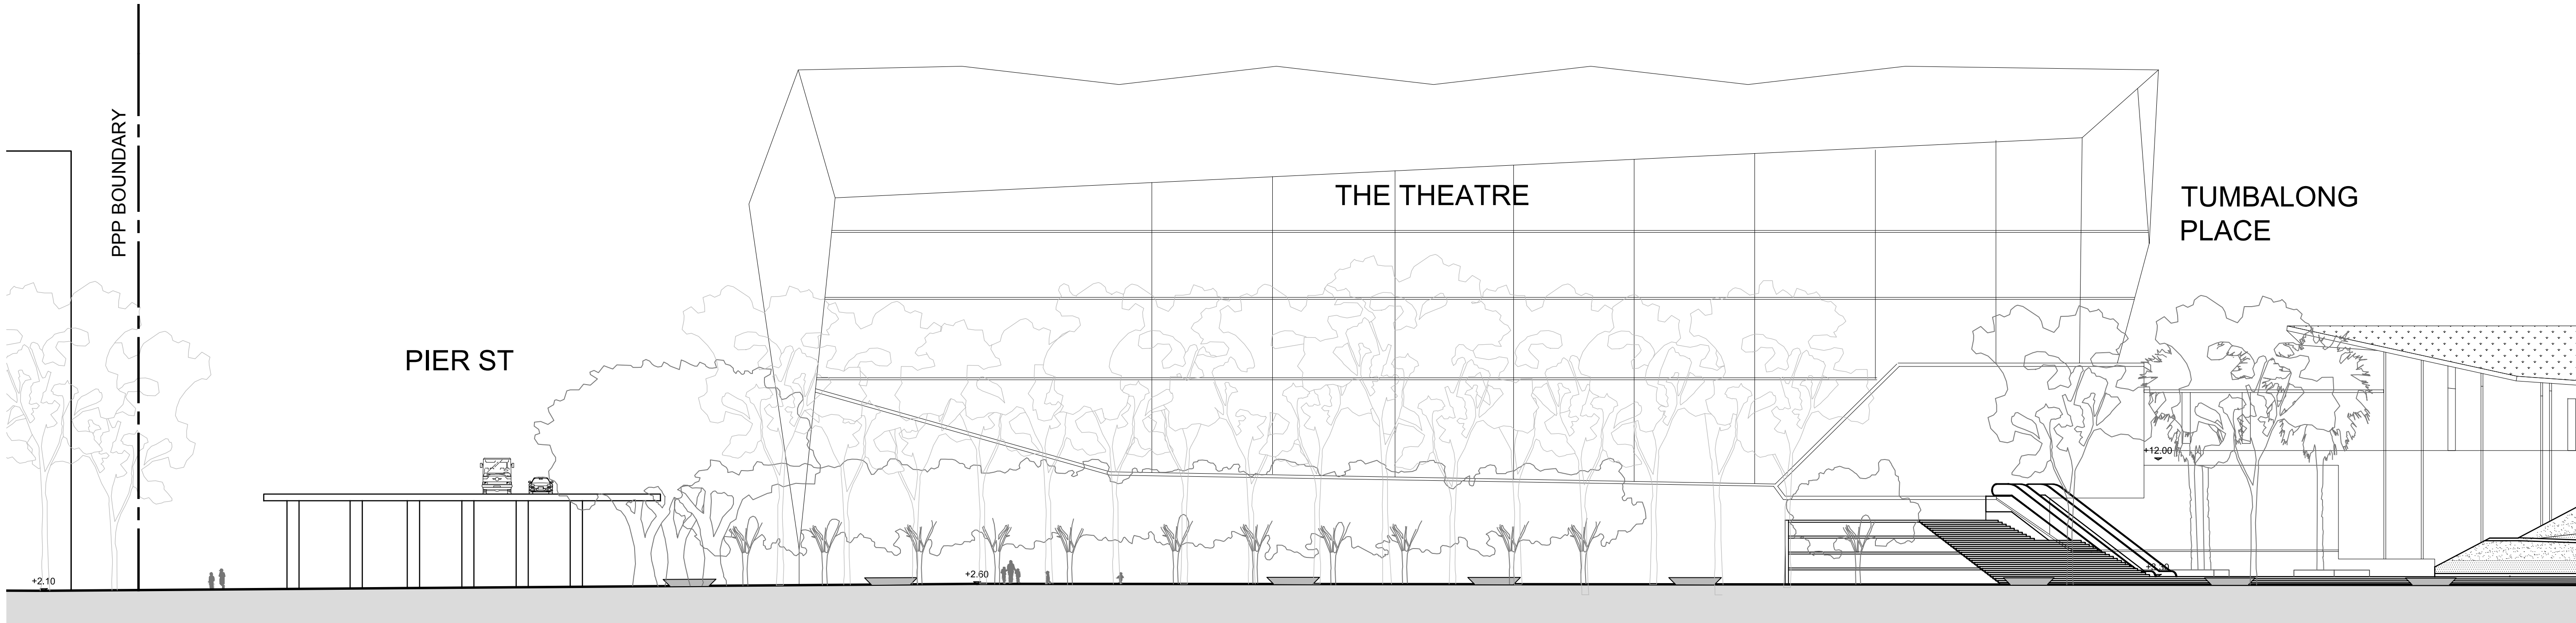 PPP BOUNDARY
THE THEATRE
TUMBALONG
PLACE
PIER ST
+12.00
+2.60
+2.10